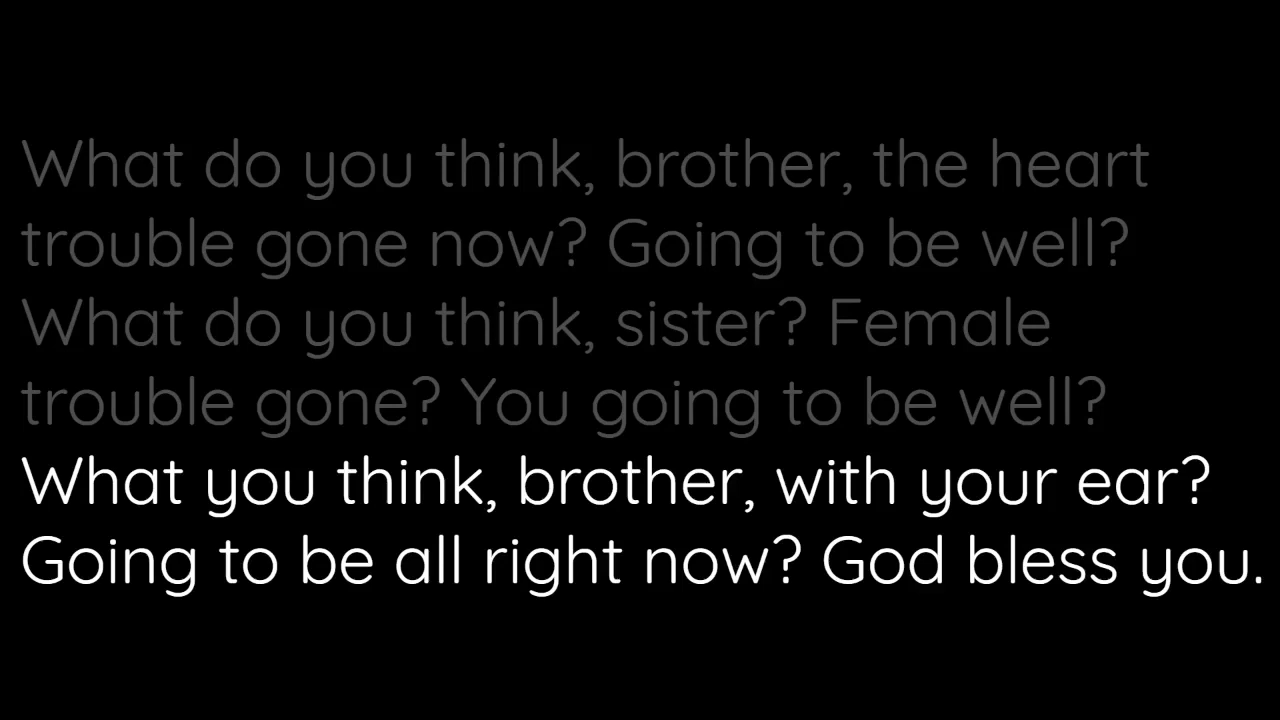 What do you think, brother, the heart
trouble gone now? Going to be well?
What do you think, sister? Female
trouble gone? You going to be well?
What you think, brother, with your ear?
Going to be all right now? God bless you.